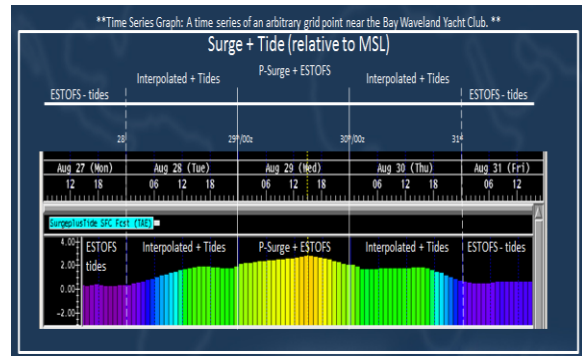 **Time Series Graph: A time series of an arbitrary grid point near the Bay Waveland Yacht Club. **
Surge + Tide (relative to MSL)
ESTOFS - tides Interpolated + Tides P-Surge + ESTOFS Interpolated + Tides ESTOFS - tides
28 29th/00z 30th/00z 31st
Aug 27 (Mon) Aug 28 (Tue) Aug 29 (Wed) Aug 30 (Thu) Aug 31 (Fri)
12 18 06 12 18 06 12 18 06 12 18 06 12
SurgeplusTide SFC Fcst (TAE)
4.00 ESTOFS tides Interpolated + Tides P-Surge + ESTOFS Interpolated + Tides ESTOFS - tides
2.00
0.00
-2.00